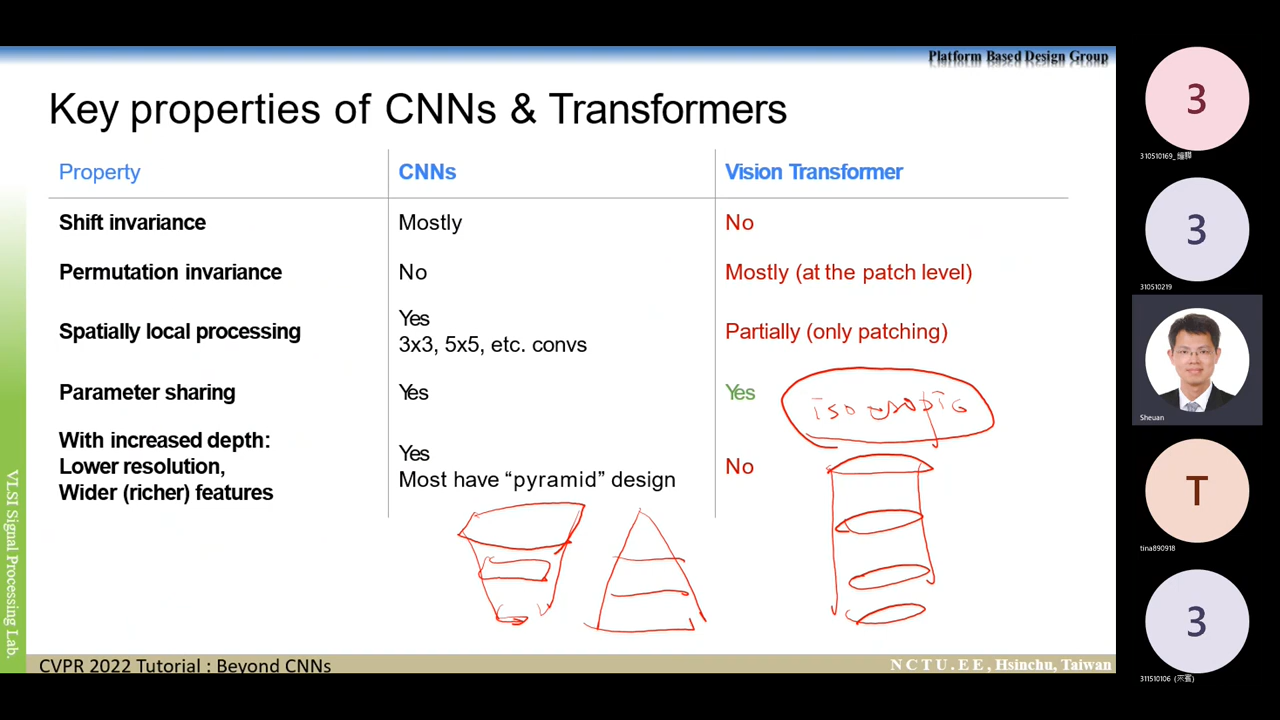 Platform Based Design Group
Key properties of CNNs & Transformers
Property CNNs Vision Transformer
Shift invariance Mostly No
Permutation invariance No Mostly (at the patch level)
Spatially local processing Yes
3x3, 5x5, etc. convs Partially (only patching)
Parameter sharing Yes Yes
With increased depth:
Lower resolution,
Wider (richer) features Yes
Most have “pyramid” design No
VLSI Signal Processing Lab.
CVPR 2022 Tutorial : Beyond CNNs
N C T U . E E , Hsinchu, Taiwan
3
310510169_
3
310510219
Sheuan
T
tina890918
3
311510106